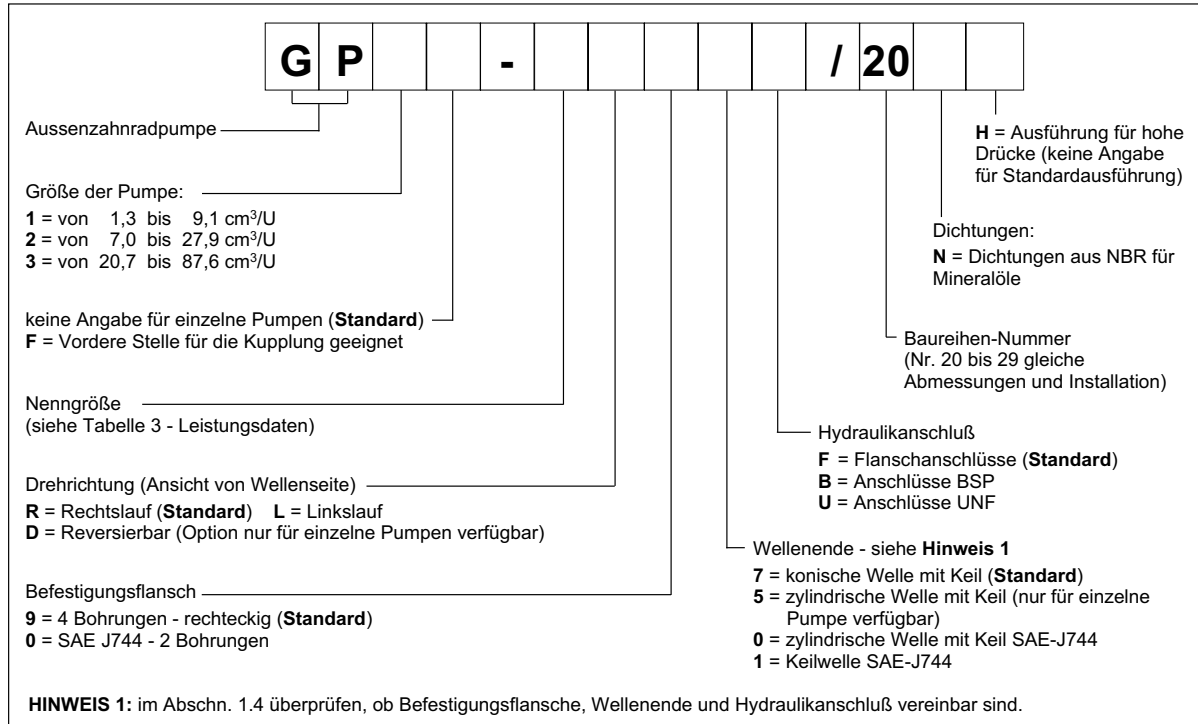 G P - / 20
Aussenzahnradpumpe
Größe der Pumpe:
1 = von 1,3 bis 9,1 cm³/U
2 = von 7,0 bis 27,9 cm³/U
3 = von 20,7 bis 87,6 cm³/U
keine Angabe für einzelne Pumpen (Standard)
F = Vordere Stelle für die Kupplung geeignet
Nenngröße
(siehe Tabelle 3 - Leistungsdaten)
Drehrichtung (Ansicht von Wellenseite)
R = Rechtslauf (Standard) L = Linkslauf
D = Reversierbar (Option nur für einzelne Pumpen verfügbar)
Befestigungsflansch
9 = 4 Bohrungen - rechteckig (Standard)
0 = SAE J744 - 2 Bohrungen
H = Ausführung für hohe
Drücke (keine Angabe
für Standardausführung)
Dichtungen:
N = Dichtungen aus NBR für
Mineralöle
Baureihen-Nummer
(Nr. 20 bis 29 gleiche
Abmessungen und Installation)
Hydraulikanschluß
F = Flanschanschlüsse (Standard)
B = Anschlüsse BSP
U = Anschlüsse UNF
Wellenende - siehe Hinweis 1
7 = konische Welle mit Keil (Standard)
5 = zylindrische Welle mit Keil (nur für einzelne
Pumpe verfügbar)
0 = zylindrische Welle mit Keil SAE-J744
1 = Keilwelle SAE-J744
HINWEIS 1: im Abschn. 1.4 überprüfen, ob Befestigungsflansche, Wellenende und Hydraulikanschluß vereinbar sind.